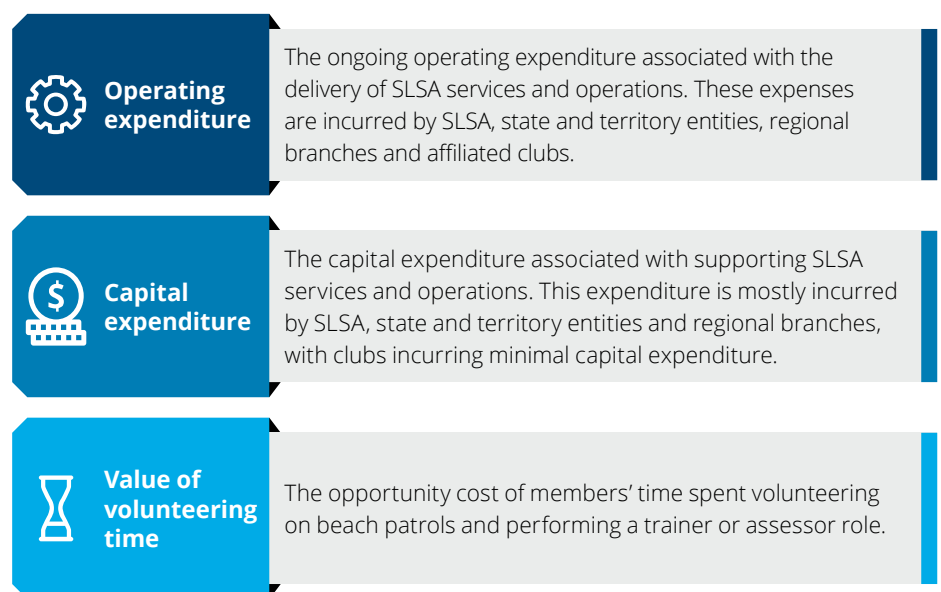 Operating
expenditure
The ongoing operating expenditure associated with the
delivery of SLSA services and operations. These expenses
are incurred by SLSA, state and territory entities, regional
branches and affiliated clubs.
$
Capital
expenditure
The capital expenditure associated with supporting SLSA
services and operations. This expenditure is mostly incurred
by SLSA, state and territory entities and regional branches,
with clubs incurring minimal capital expenditure.
Value of
volunteering
time
The opportunity cost of members’ time spent volunteering
on beach patrols and performing a trainer or assessor role.